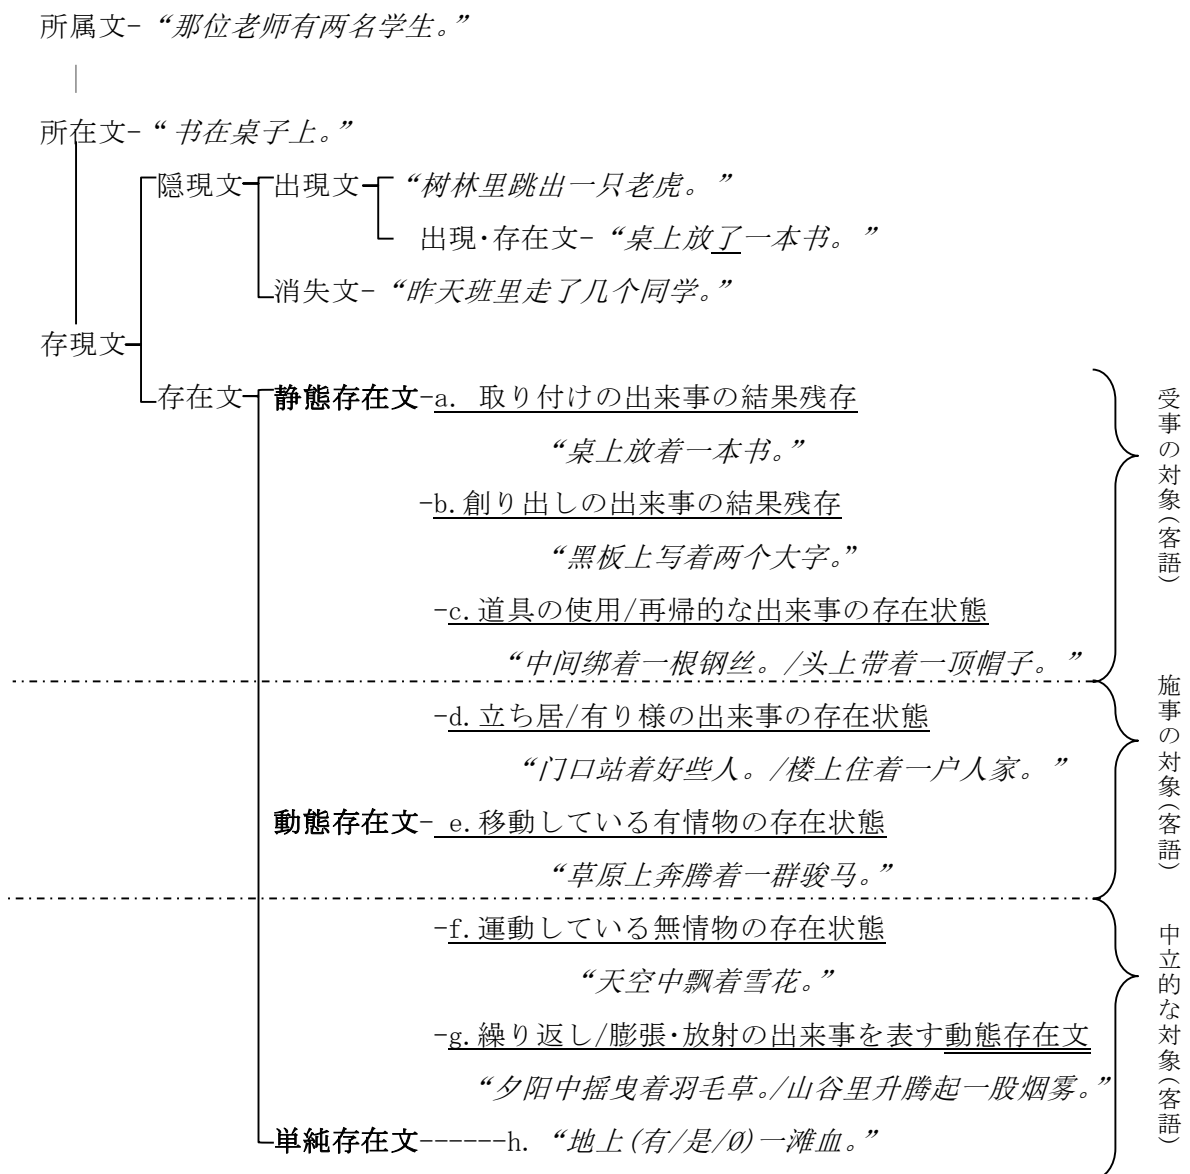 所属文-“那位老师有两名学生。”
所在文-“书在桌子上。”
隠現文 出現文 “树林里跳出一只老虎。”
出現·存在文-“桌上放了一本书。”
消失文-“昨天班里走了几个同学。”
存現文
存在文 静態存在文-a. 取り付けの出来事の結果残存
“桌上放着一本书。”
-b.創り出しの出来事の結果残存
“黑板上写着两个大字。”
-c.道具の使用/再帰的な出来事の存在状態
“中间绑着一根钢丝。/头上带着一顶帽子。”
受事の対象(客語)
-d.立ち居/有り様の出来事の存在状態
“门口站着好些人。/楼上住着一户人家。”
動態存在文- e.移動している有情物の存在状態
“草原上奔腾着一群骏马。”
施事の対象(客語)
-f.運動している無情物の存在状態
“天空中飘着雪花。”
-g.繰り返し/膨張·放射の出来事を表す動態存在文
“夕阳中摇曳着羽毛草./山谷里升腾起一股烟雾。”
単純存在文------h. “地上(有/是/Ø)一滩血。”
中立的な対象(客語)